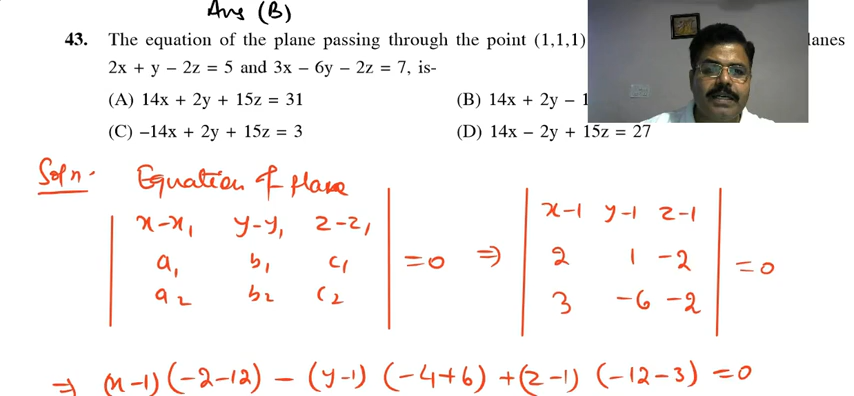 Ans (B)
43. The equation of the plane passing through the point (1,1,1) lanes
2x + y − 2z = 5 and 3x − 6y − 2z = 7, is-
(A) 14x + 2y + 15z = 31 (B) 14x + 2y − 1
(C) −14x + 2y + 15z = 3 (D) 14x − 2y + 15z = 27
Soln. Equation of plane
| x-x₁ y-y₁ z-z₁ | | x-1 y-1 z-1 |
| a₁ b₁ c₁ | =0 ⇒ | 2 1 -2 | =0
| a₂ b₂ c₂ | | 3 -6 -2 |
⇒ (x-1) (-2-12) - (y-1) (-4+6) + (z-1) (-12-3) =0